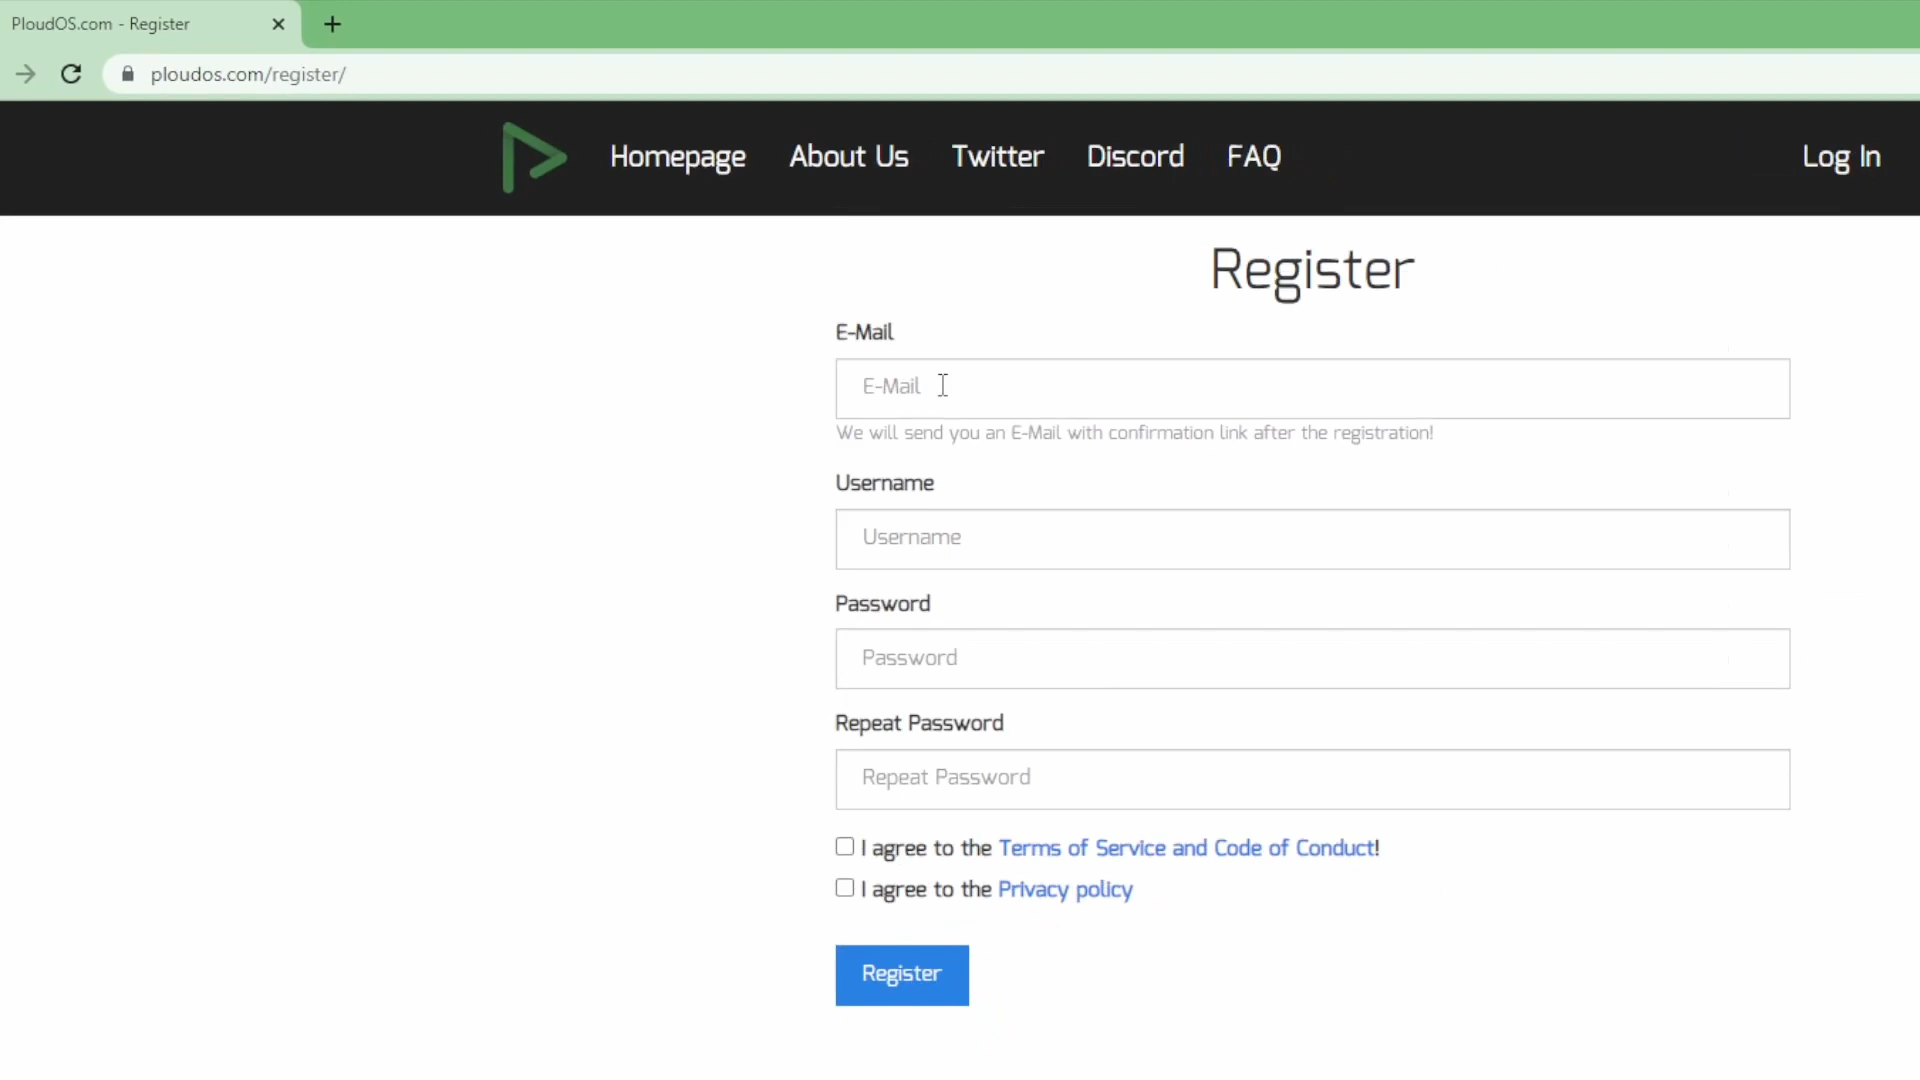 PloudOS.com - Register
ploudos.com/register/
Homepage About Us Twitter Discord FAQ Log In
Register
E-Mail
E-Mail
We will send you an E-Mail with confirmation link after the registration!
Username
Username
Password
Password
Repeat Password
Repeat Password
I agree to the Terms of Service and Code of Conduct!
I agree to the Privacy policy
Register